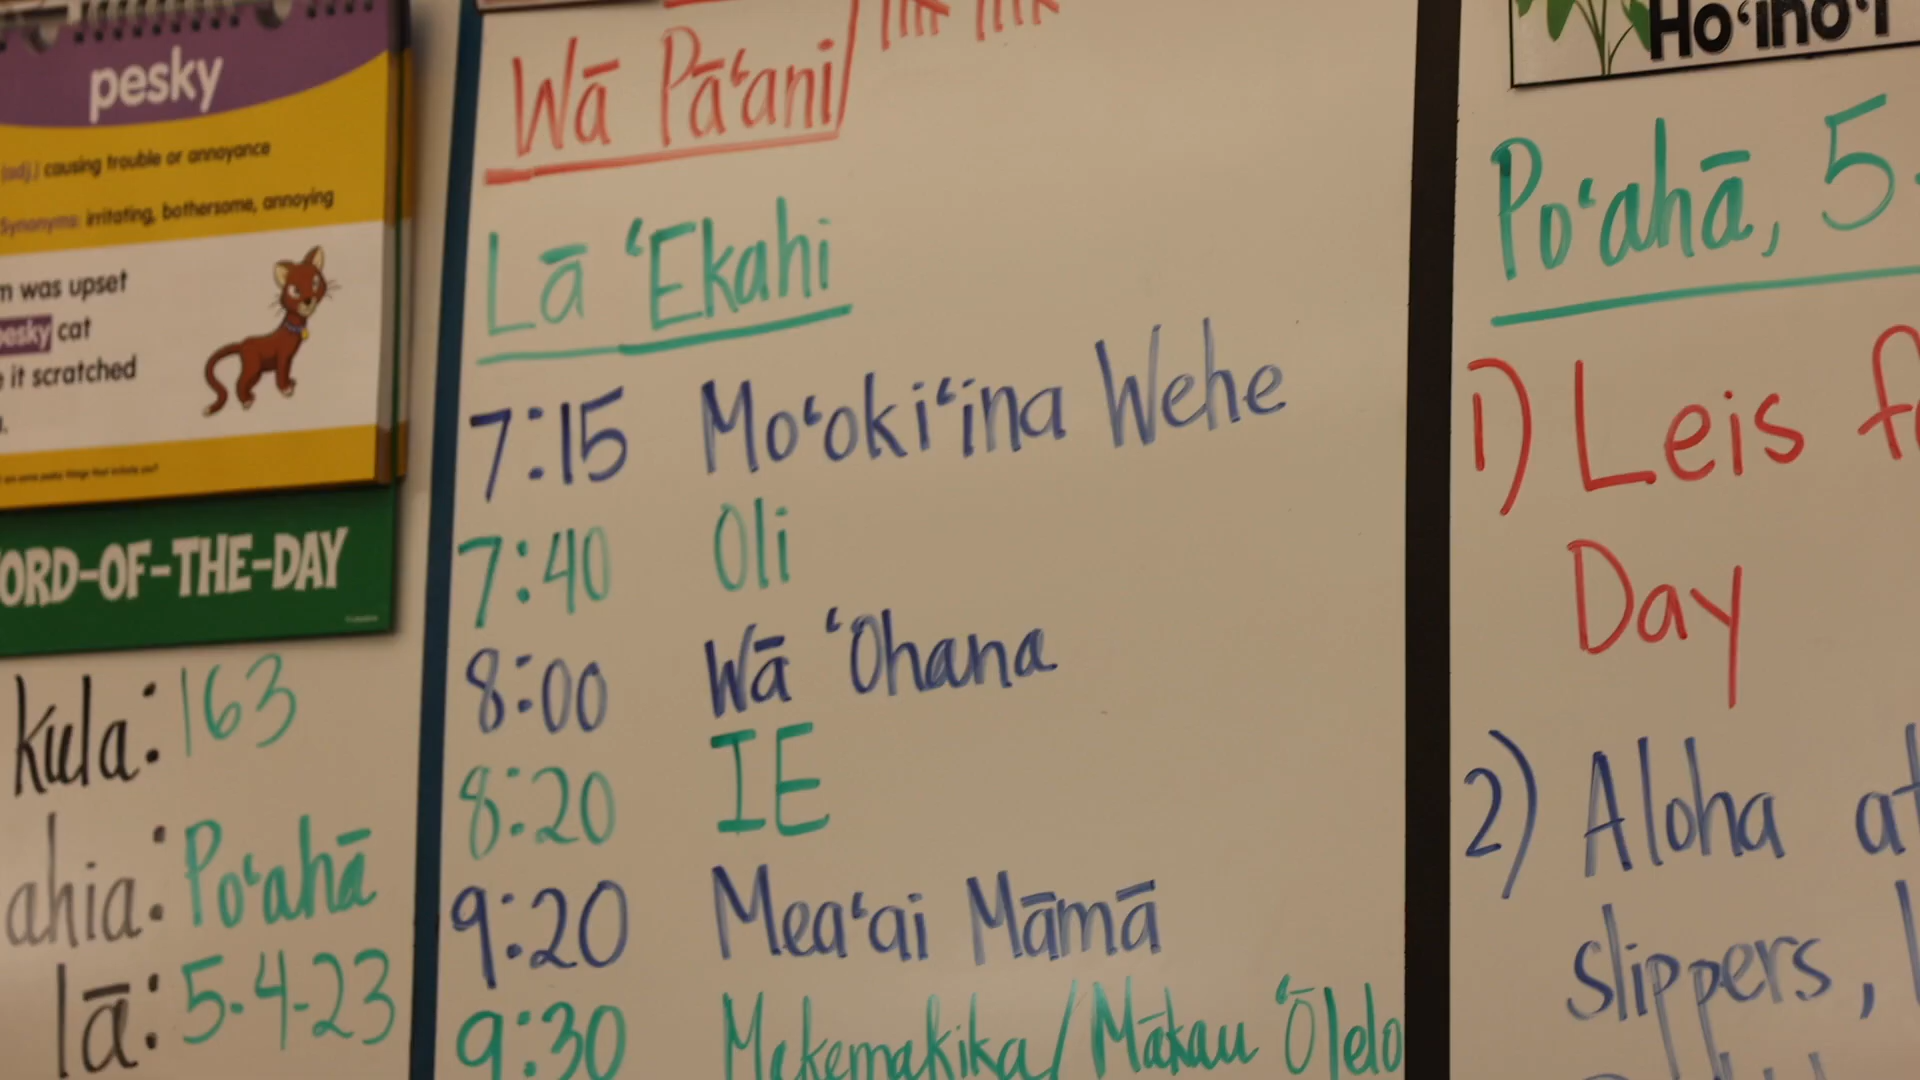 pesky
(adj.) causing trouble or annoyance
Synonyms: irritating, bothersome, annoying
m was upset
pesky cat
it scratched
ORD-OF-THE-DAY
kula: 163
ahia: Poʻahā
lā: 5-4-23
Wā Pāʻani
Lā ʻEkahi
7:15 Moʻokiʻina Wehe
7:40 Oli
8:00 Wā ʻOhana
8:20 IE
9:20 Meaʻai Māmā
9:30 Makemakika/Mākau ʻŌlelo
Hoʻinoʻi
Poʻahā, 5-
1) Leis f
Day
2) Aloha at
slippers,